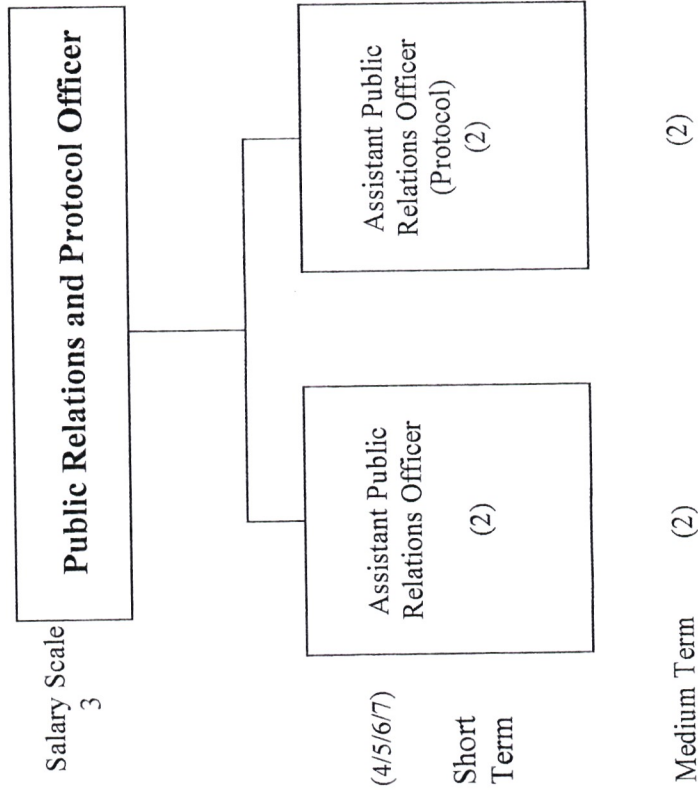 Salary Scale
3
Public Relations and Protocol Officer
(4/5/6/7)
Short
Term
Assistant Public
Relations Officer
(2)
Assistant Public
Relations Officer
(Protocol)
(2)
Medium Term
(2)
(2)